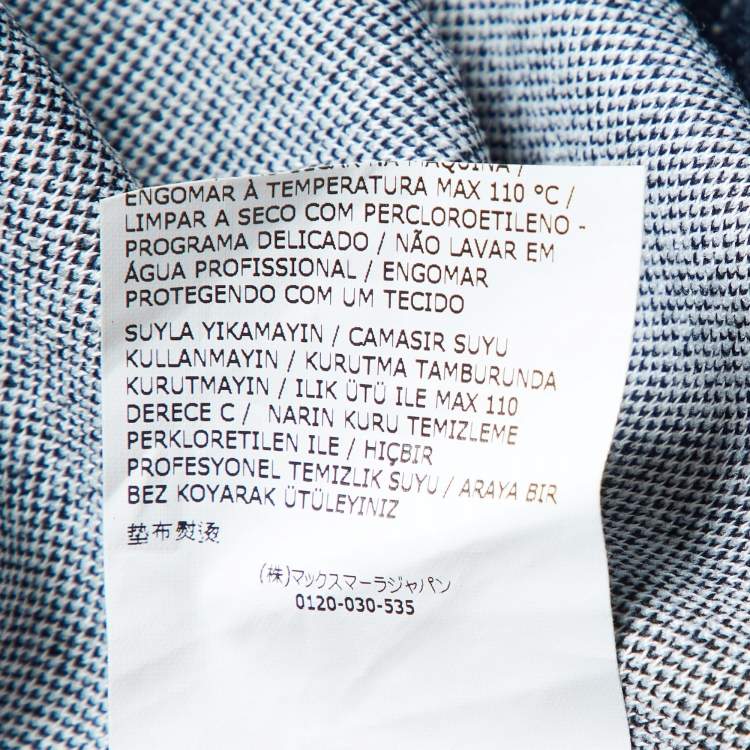 NA MAQUINA /
ENGOMAR À TEMPERATURA MAX 110 °C /
LIMPAR A SECO COM PERCLOROETILENO -
PROGRAMA DELICADO / NÃO LAVAR EM
ÁGUA PROFISSIONAL / ENGOMAR
PROTEGENDO COM UM TECIDO
SUYLA YIKAMAYIN / CAMASIR SUYU
KULLANMAYIN / KURUTMA TAMBURUNDA
KURUTMAYIN / ILIK ÜTÜ ILE MAX 110
DERECE C / NARIN KURU TEMIZLEME
PERKLORETILEN ILE / HIÇBIR
PROFESYONEL TEMIZLIK SUYU / ARAYA BIR
BEZ KOYARAK ÜTÜLEYINIZ
垫布熨烫
(株)マックスマーラジャパン
0120-030-535